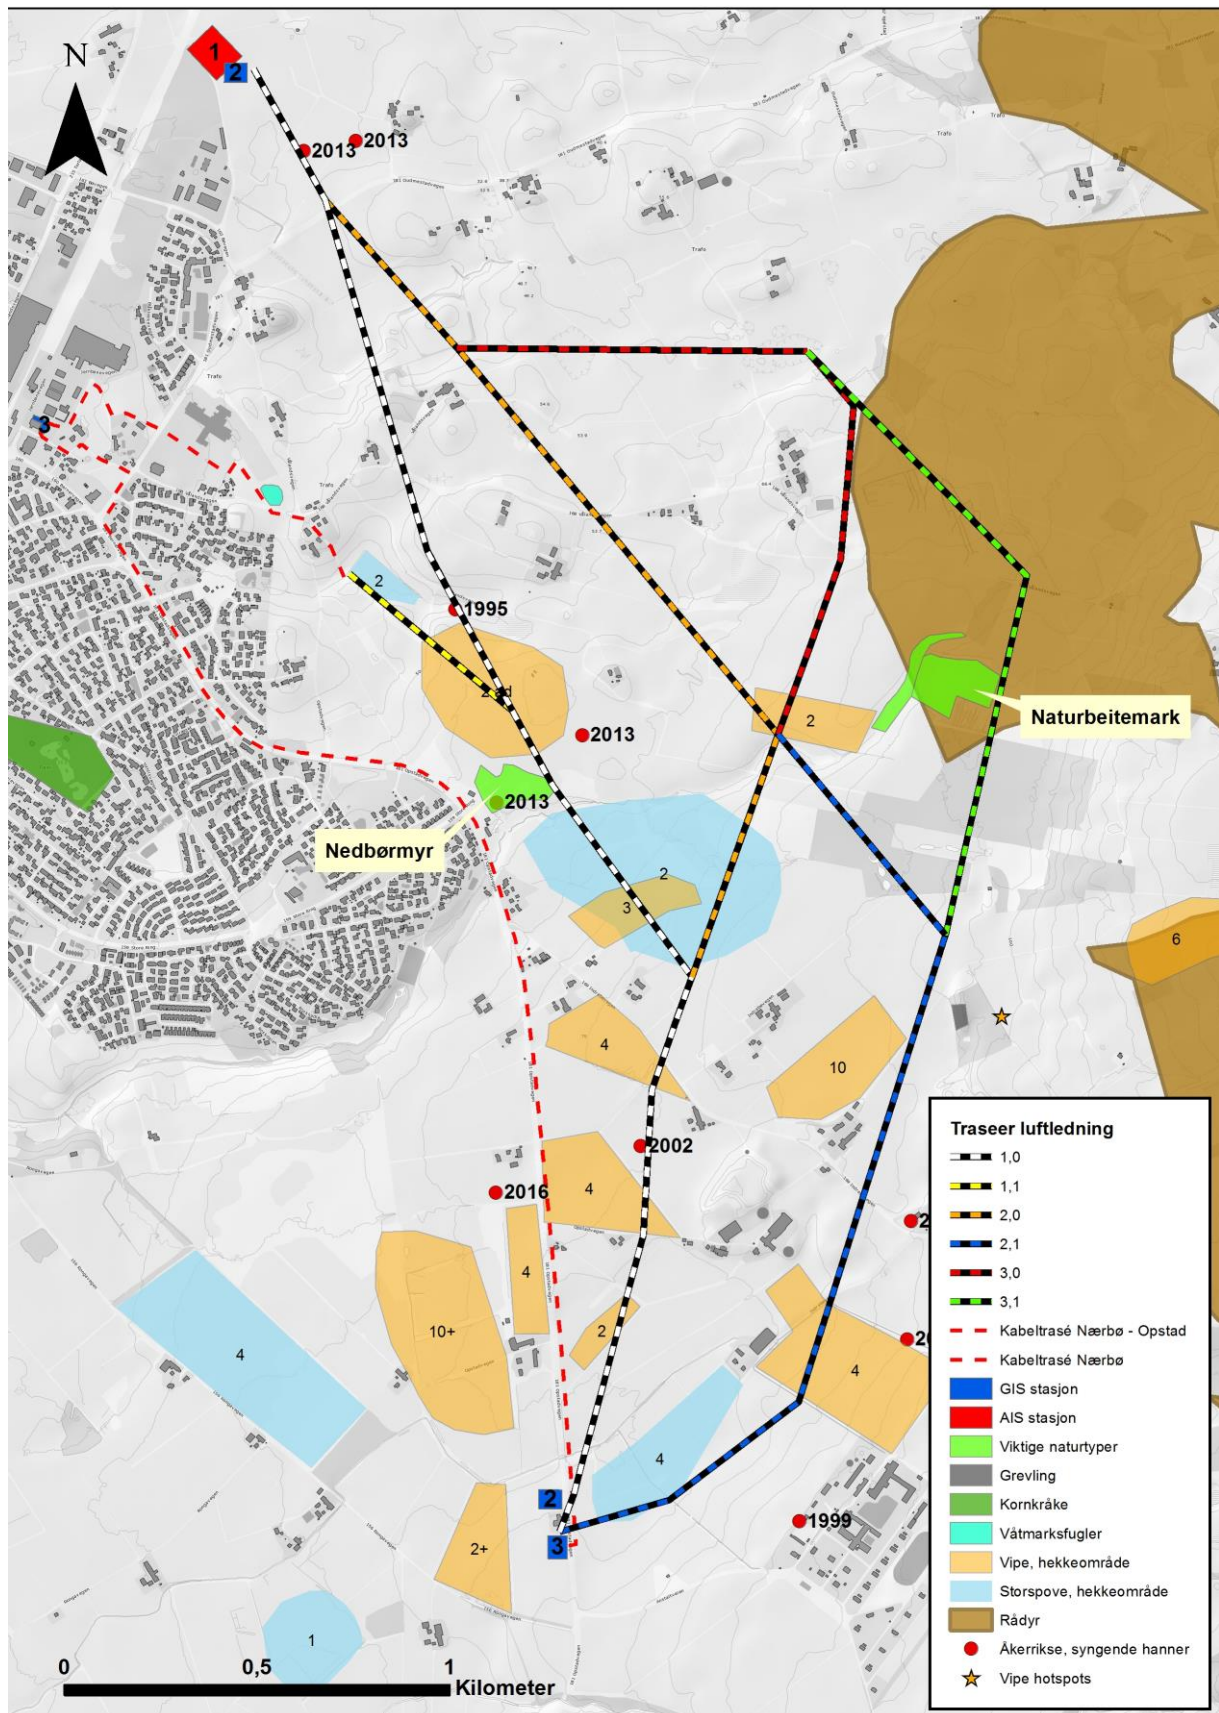 N
1
2
2013
2013
3
2
1995
2 ad
2013
2
Naturbeitemark
2013
Nedbørmyr
2
3
6
4
10
2002
4
2016
4
10+
2
4
4
4
2
3
1999
2+
1
0
0,5
1
Kilometer
Traseer luftledning
1,0
1,1
2,0
2,1
3,0
3,1
Kabeltrasé Nærbø - Opstad
Kabeltrasé Nærbø
GIS stasjon
AIS stasjon
Viktige naturtyper
Grevling
Kornkråke
Våtmarksfugler
Vipe, hekkeområde
Storspove, hekkeområde
Rådyr
Åkerrikse, syngende hanner
Vipe hotspots